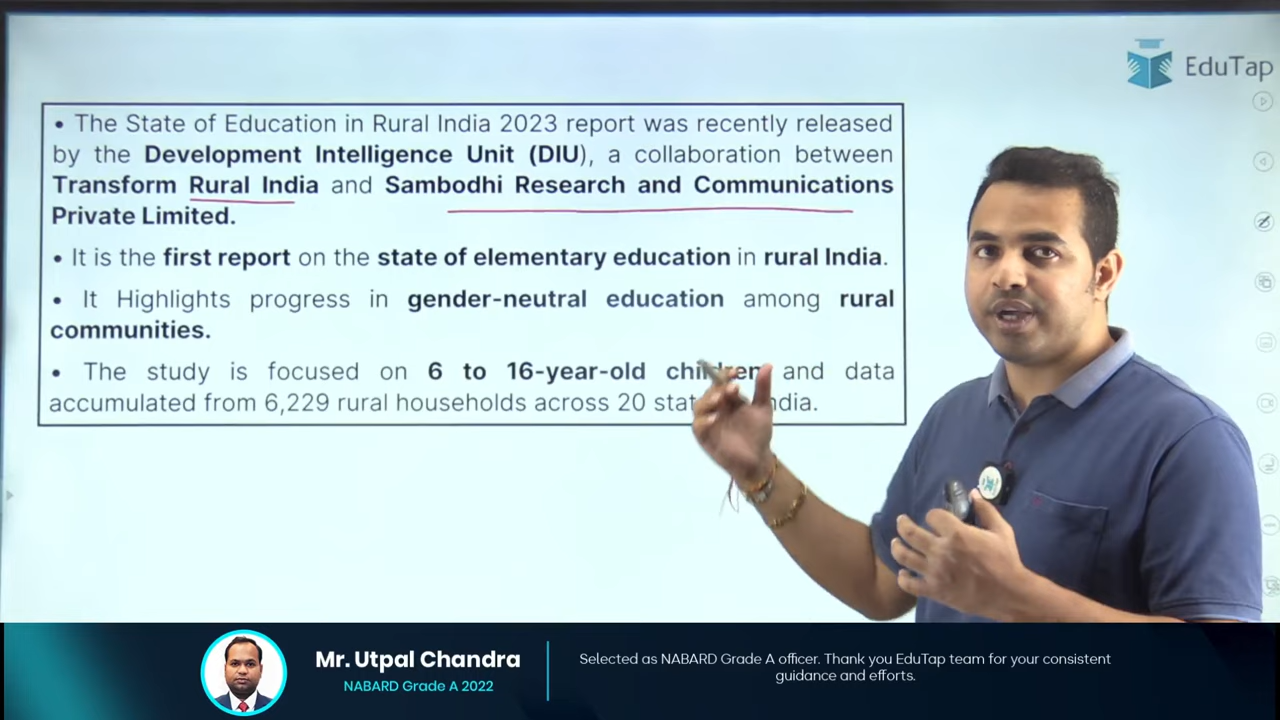 EduTap
• The State of Education in Rural India 2023 report was recently released
by the Development Intelligence Unit (DIU), a collaboration between
Transform Rural India and Sambodhi Research and Communications
Private Limited.
• It is the first report on the state of elementary education in rural India.
• It Highlights progress in gender-neutral education among rural
communities.
• The study is focused on 6 to 16-year-old children and data
accumulated from 6,229 rural households across 20 India.
Mr. Utpal Chandra
NABARD Grade A 2022
Selected as NABARD Grade A officer. Thank you EduTap team for your consistent
guidance and efforts.